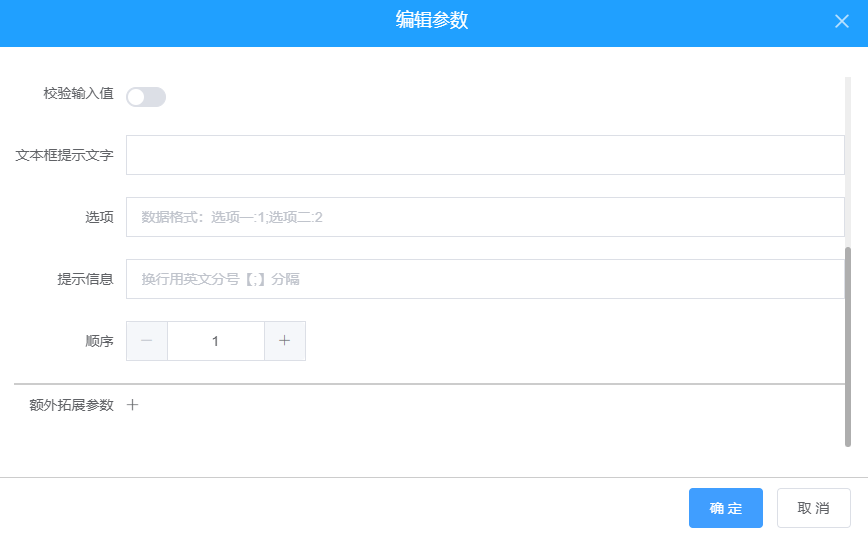 编辑参数
校验输入值
文本框提示文字
选项 数据格式：选项一:1;选项二:2
提示信息 换行用英文分号【;】分隔
顺序 1
额外拓展参数
确 定 取 消